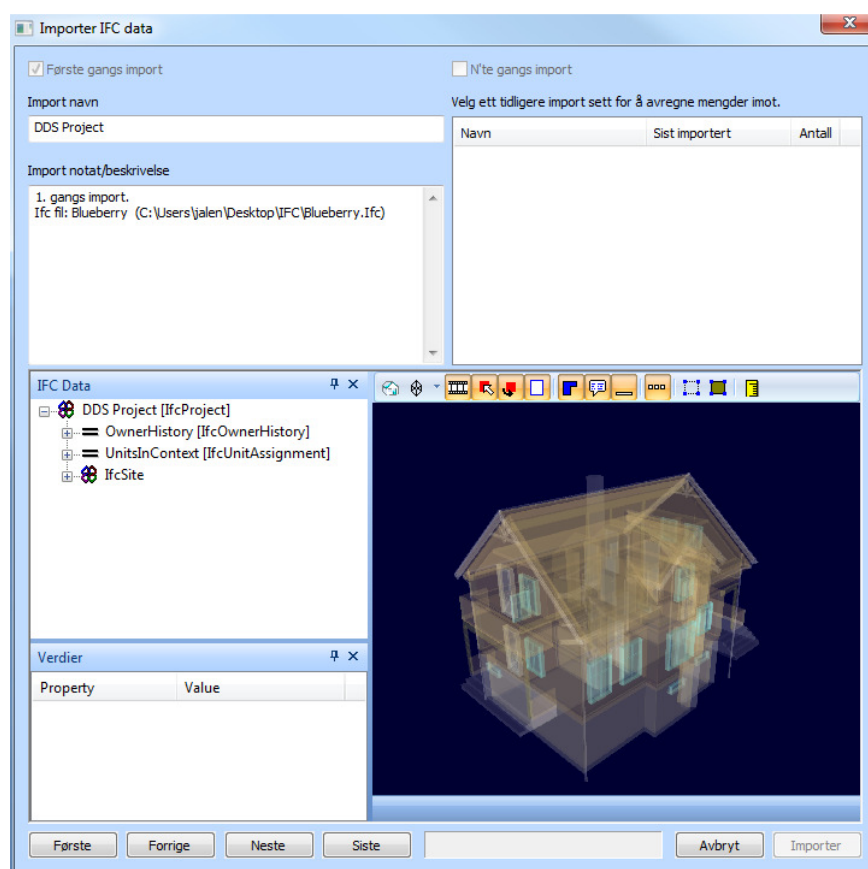 Importer IFC data
Første gangs import
N'te gangs import
Import navn
Velg ett tidligere import sett for å avregne mengder imot.
DDS Project
Navn Sist importert Antall
Import notat/beskrivelse
1. gangs import.
Ifc fil: Blueberry (C:\Users\jalen\Desktop\IFC\Blueberry.Ifc)
IFC Data
DDS Project [IfcProject]
OwnerHistory [IfcOwnerHistory]
UnitsInContext [IfcUnitAssignment]
IfcSite
Verdier
Property Value
Første Forrige Neste Siste Avbryt Importer